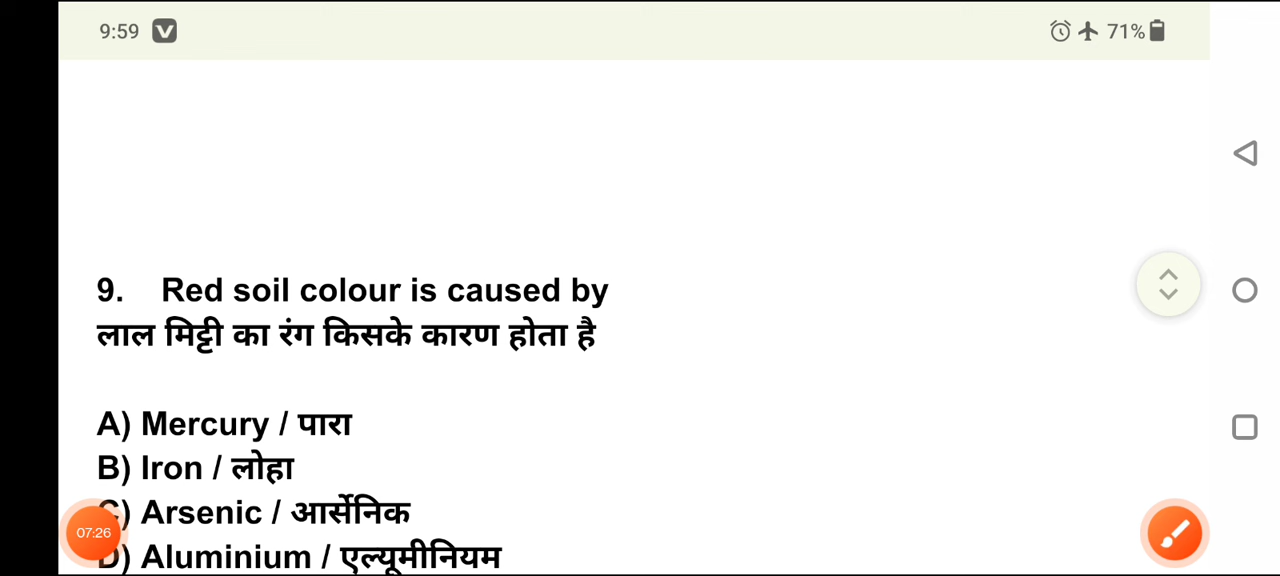 9:59 V 71%
9. Red soil colour is caused by
लाल मिट्टी का रंग किसके कारण होता है
A) Mercury / पारा
B) Iron / लोहा
C) Arsenic / आर्सेनिक
07:26
D) Aluminium / एल्यूमीनियम